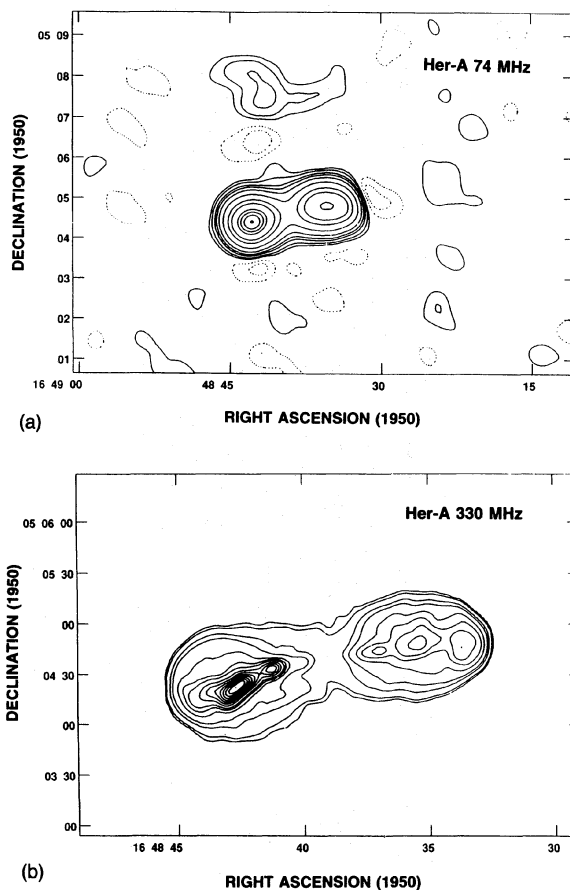 05 09
08
07
06
05
04
03
02
01
DECLINATION (1950)
Her-A 74 MHz
16 49 00
48 45
30
15
RIGHT ASCENSION (1950)
(a)
Her-A 330 MHz
05 06 00
05 30
00
04 30
00
03 30
00
DECLINATION (1950)
16 48 45
40
35
30
RIGHT ASCENSION (1950)
(b)